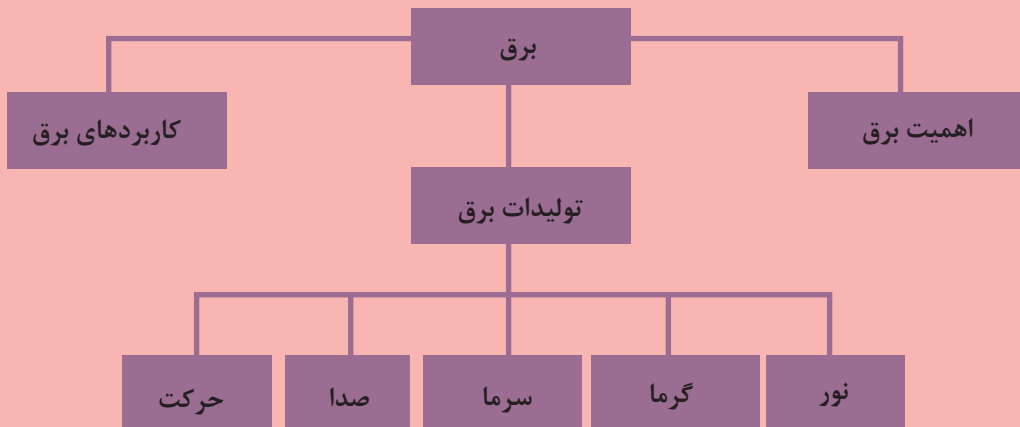 برق
اهمیت برق
کاربردهای برق
تولیدات برق
نور
گرما
سرما
صدا
حرکت